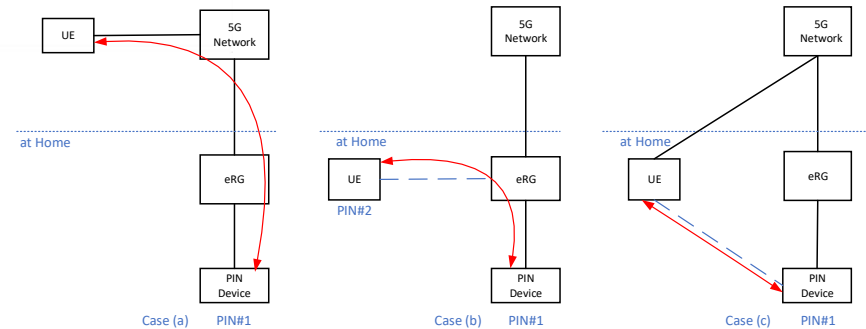 UE
5G
Network
at Home
eRG
PIN
Device
Case (a) PIN#1
5G
Network
at Home
UE
eRG
PIN#2
PIN
Device
Case (b) PIN#1
5G
Network
at Home
UE
eRG
PIN
Device
Case (c) PIN#1